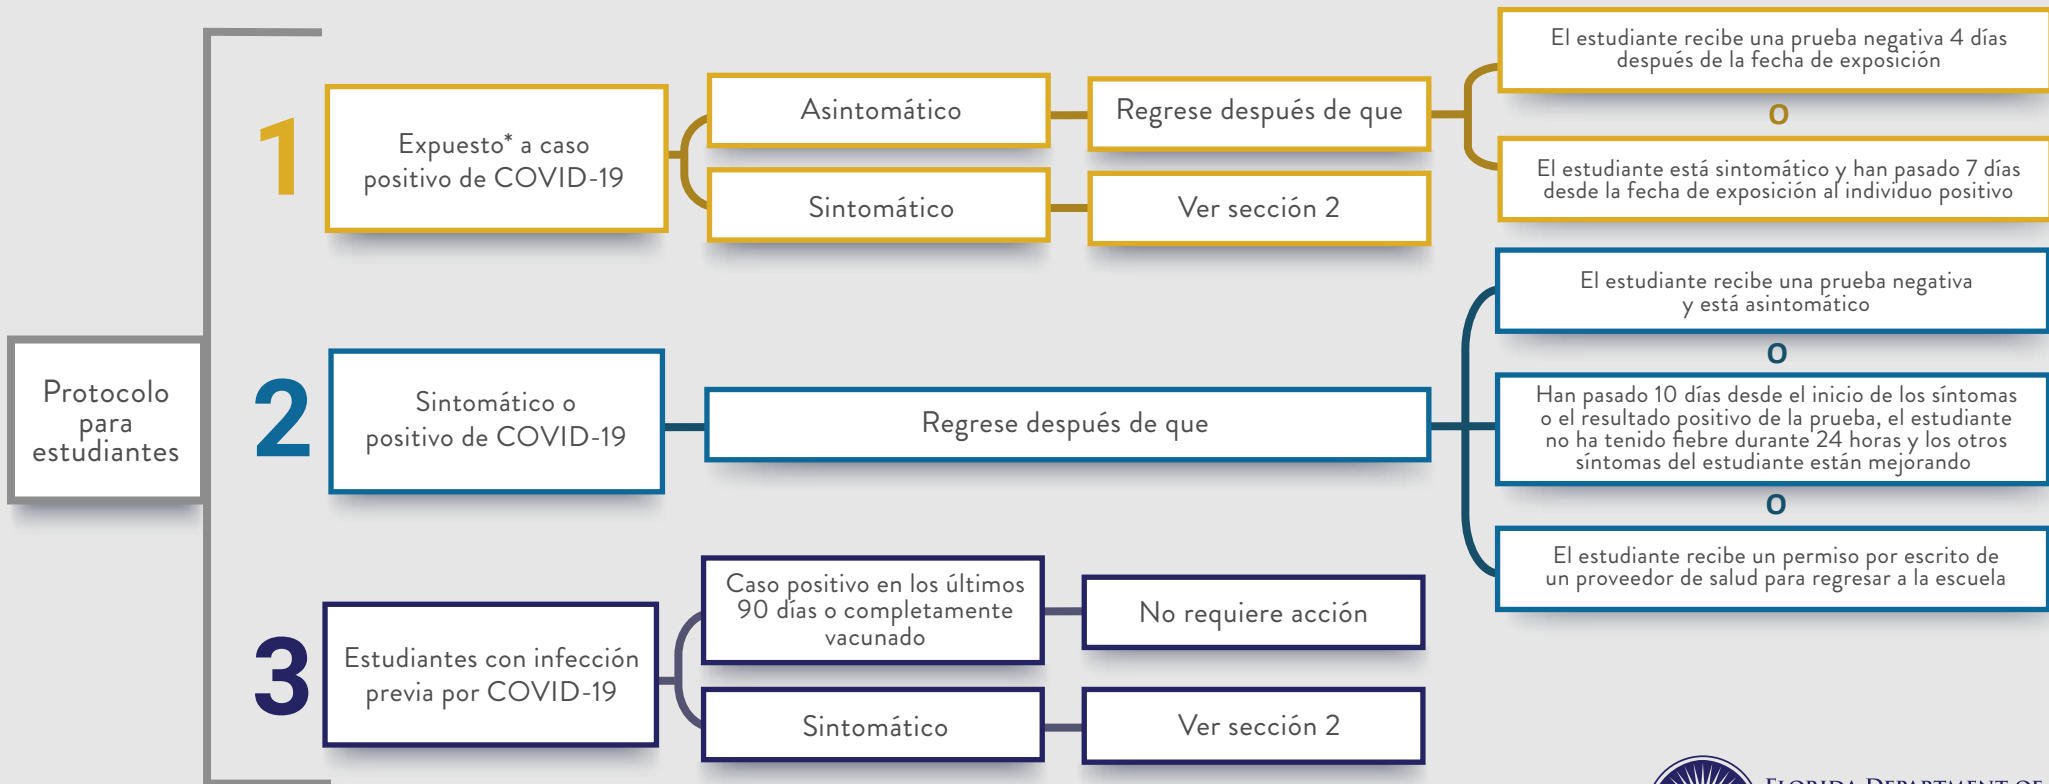 Protocolo
para
estudiantes
1
Expuesto* a caso
positivo de COVID-19
Asintomático
Regrese después de que
El estudiante recibe una prueba negativa 4 días
después de la fecha de exposición
O
El estudiante está sintomático y han pasado 7 días
desde la fecha de exposición al individuo positivo
Sintomático
Ver sección 2
2
Sintomático o
positivo de COVID-19
Regrese después de que
El estudiante recibe una prueba negativa
y está asintomático
O
Han pasado 10 días desde el inicio de los síntomas
o el resultado positivo de la prueba, el estudiante
no ha tenido fiebre durante 24 horas y los otros
síntomas del estudiante están mejorando
O
El estudiante recibe un permiso por escrito de
un proveedor de salud para regresar a la escuela
3
Estudiantes con infección
previa por COVID-19
Caso positivo en los últimos
90 días o completamente
vacunado
No requiere acción
Sintomático
Ver sección 2
FLORIDA DEPARTMENT OF